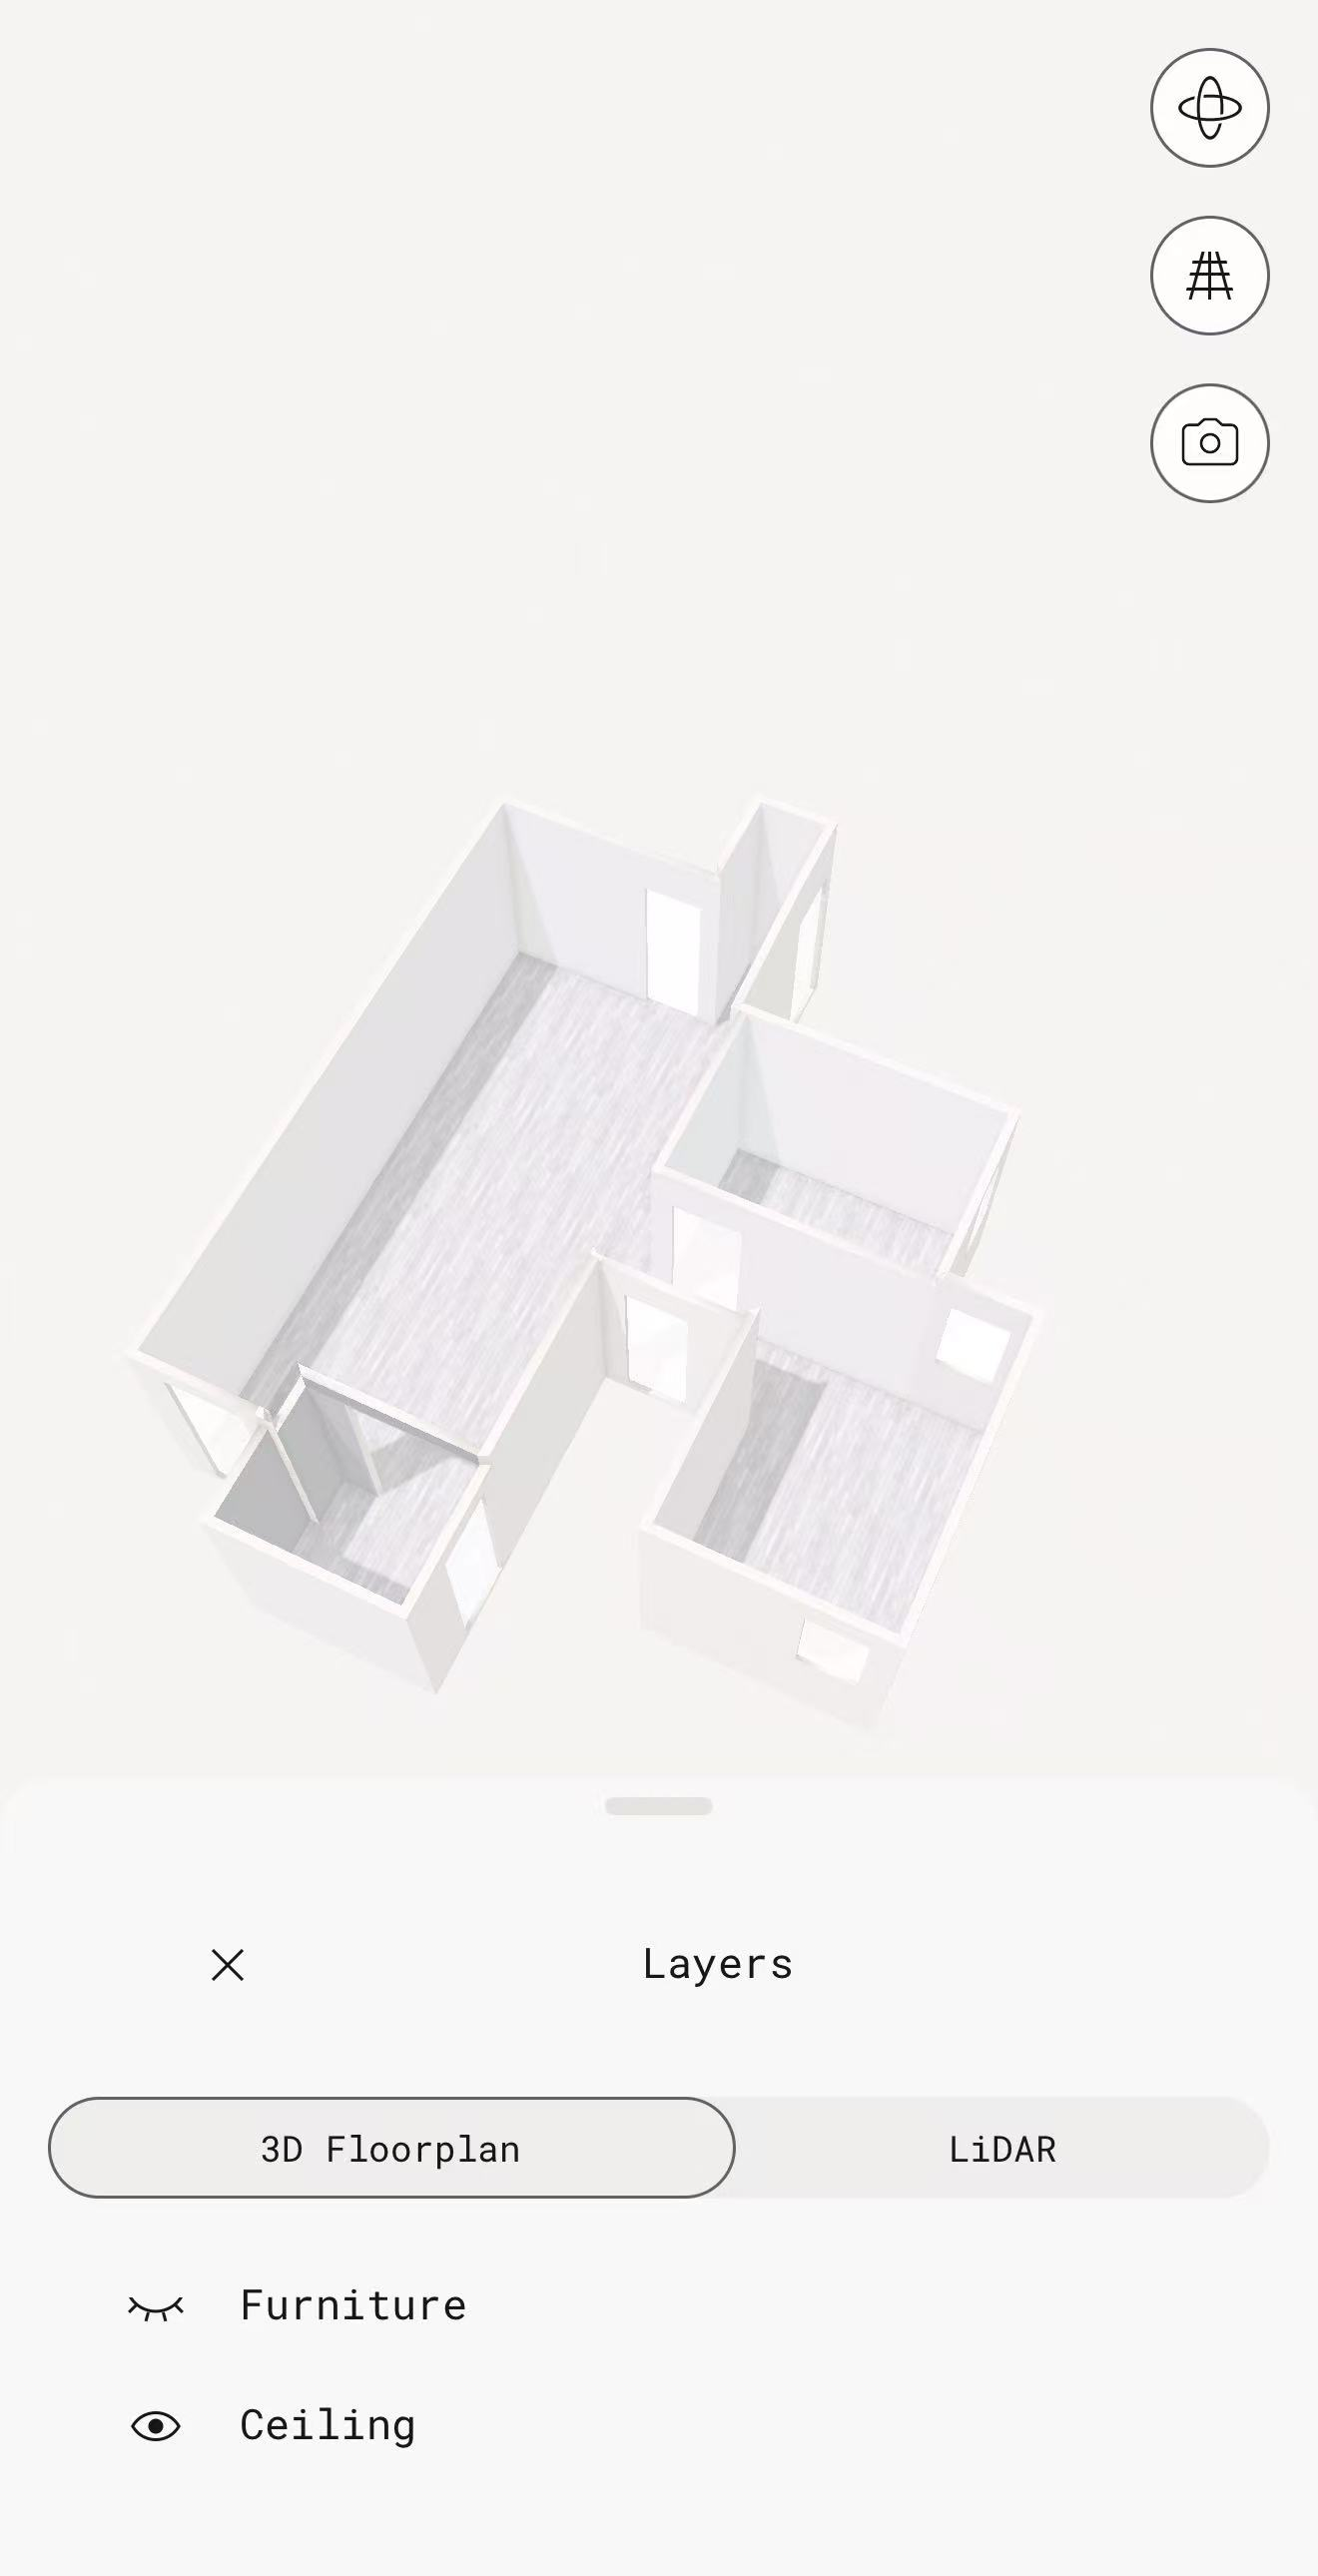 Layers
3D Floorplan
LiDAR
Furniture
Ceiling